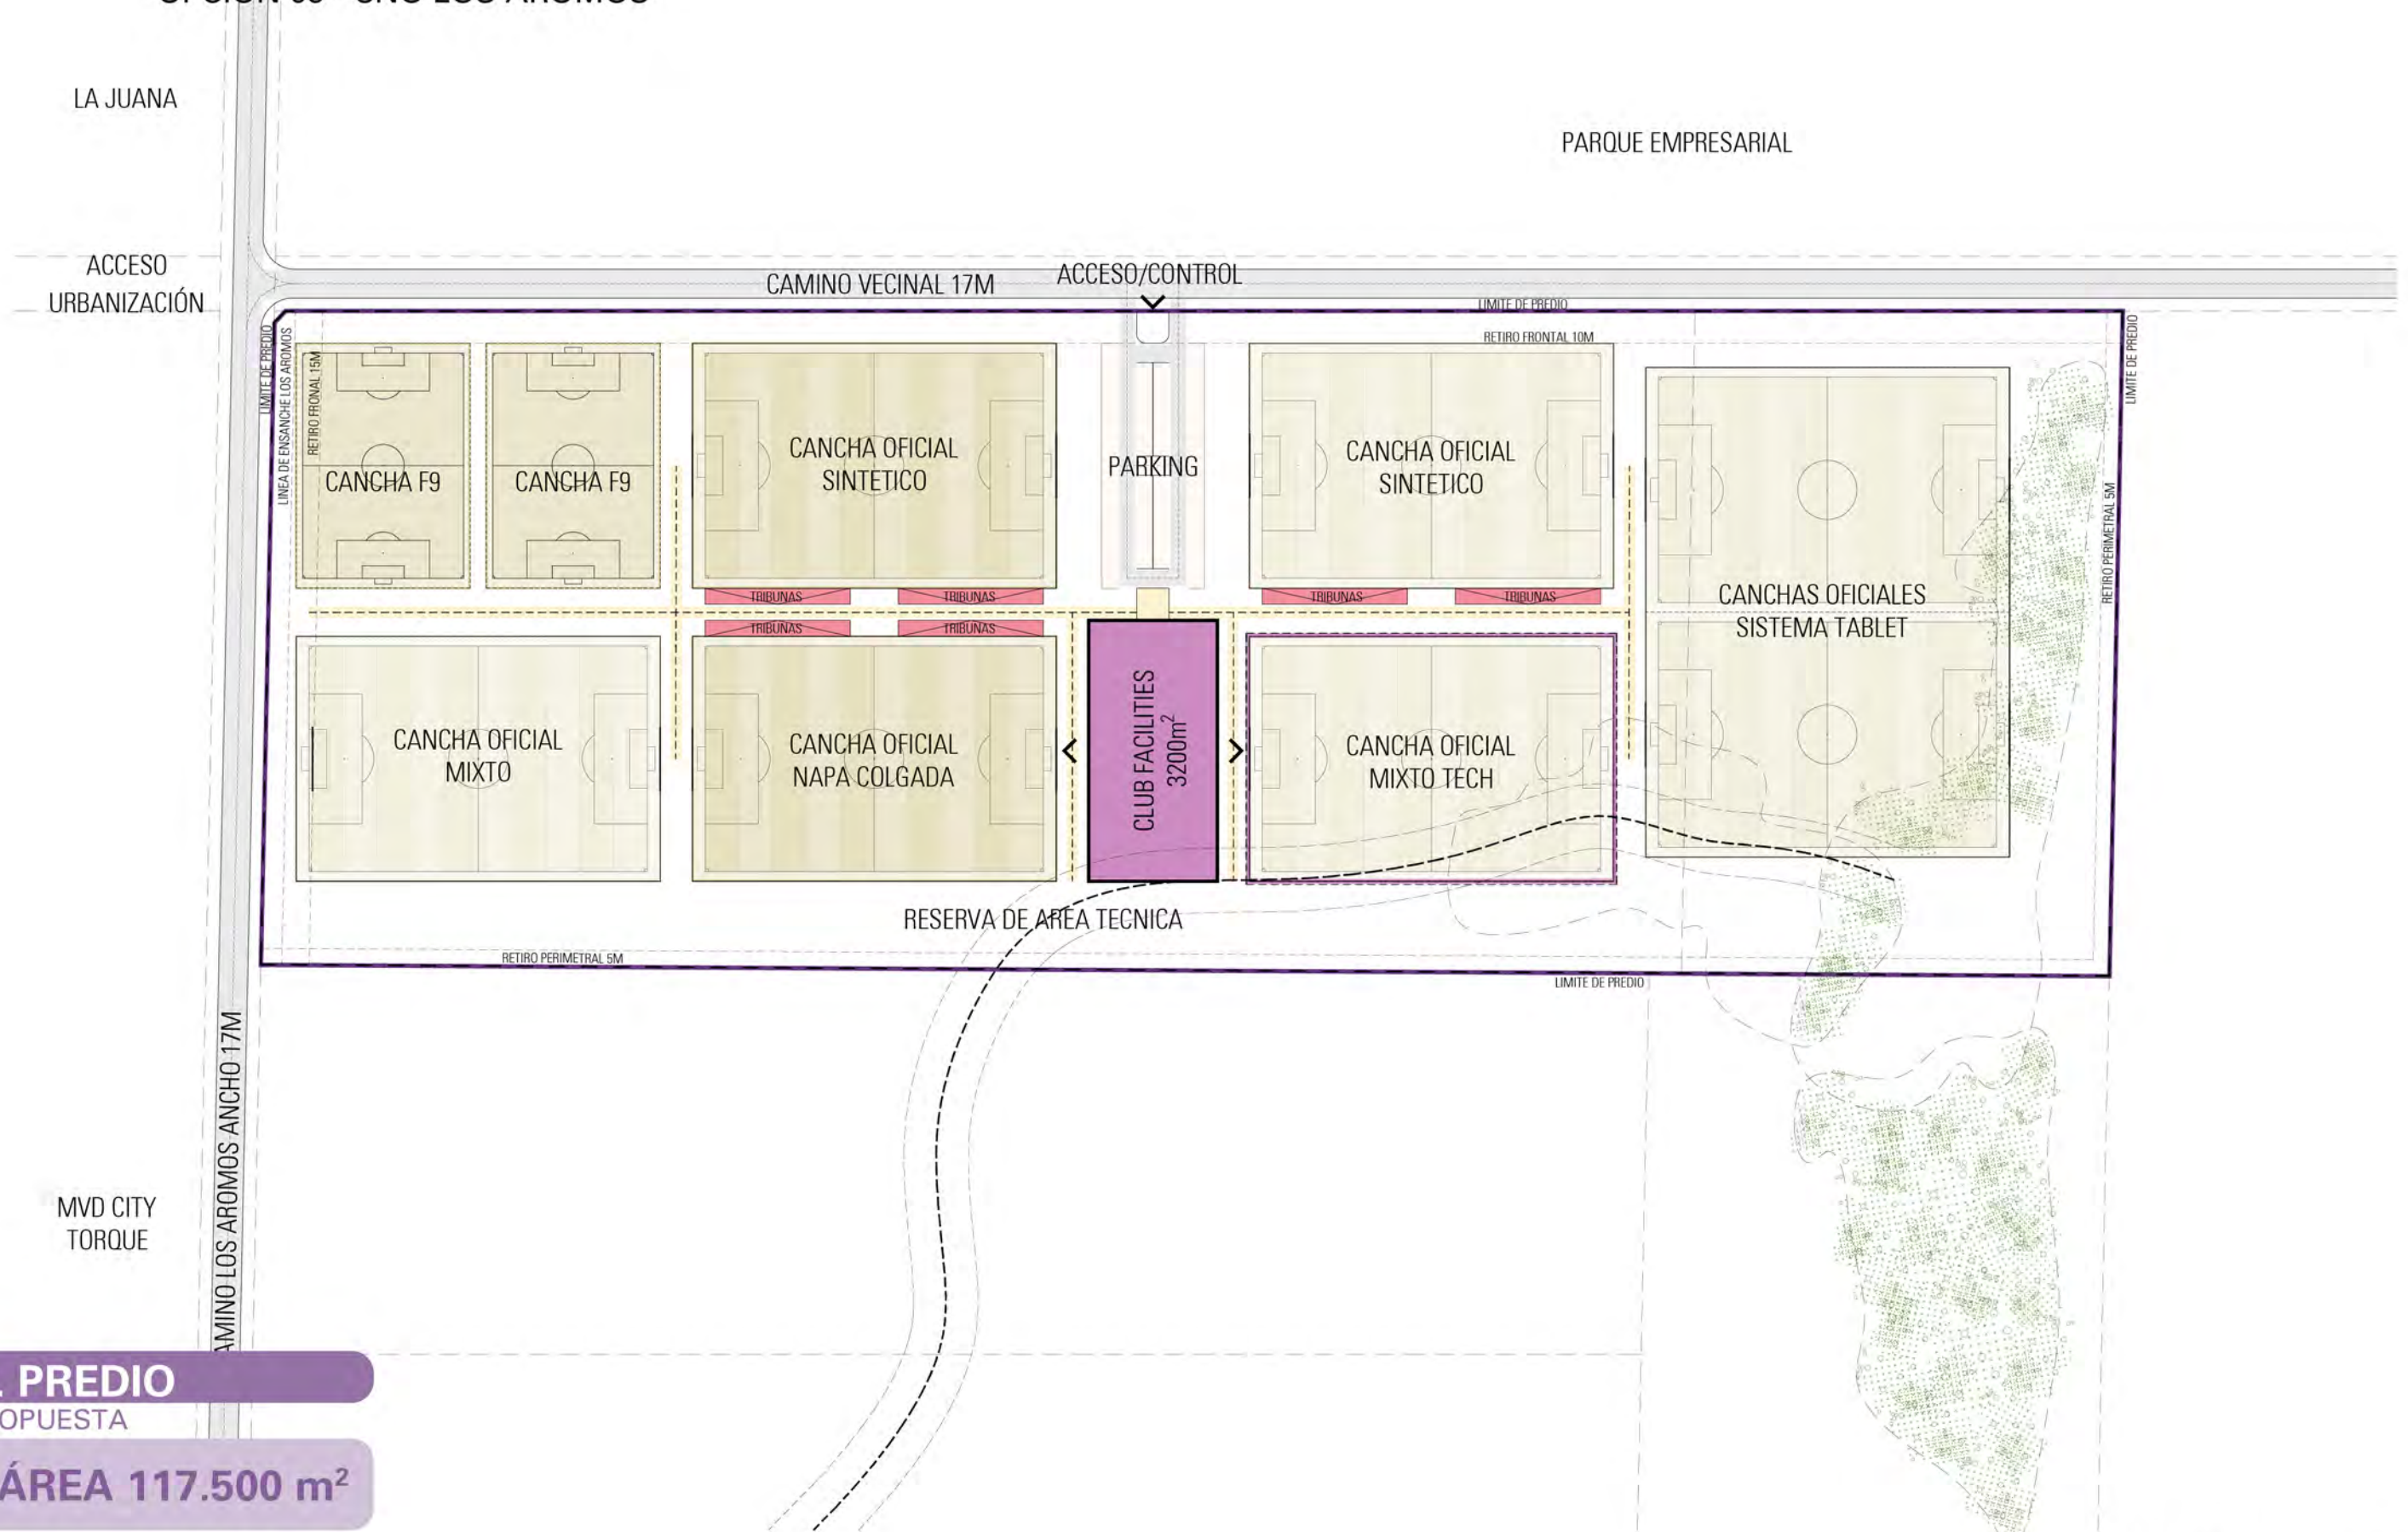 LA JUANA
PARQUE EMPRESARIAL
ACCESO
URBANIZACIÓN
CAMINO VECINAL 17M
ACCESO/CONTROL
LIMITE DE PREDIO
RETIRO FRONTAL 10M
LIMITE DE PREDIO
LINEA DE ENSANCHE LOS AROMOS
RETIRO FRONAL 15M
LIMITE DE PREDIO
CANCHA F9
CANCHA F9
CANCHA OFICIAL
SINTETICO
PARKING
CANCHA OFICIAL
SINTETICO
RETIRO PERIMETRAL 5M
CANCHAS OFICIALES
SISTEMA TABLET
TRIBUNAS
TRIBUNAS
TRIBUNAS
TRIBUNAS
TRIBUNAS
TRIBUNAS
CANCHA OFICIAL
MIXTO
CANCHA OFICIAL
NAPA COLGADA
CLUB FACILITIES
3200m²
CANCHA OFICIAL
MIXTO TECH
RESERVA DE AREA TECNICA
RETIRO PERIMETRAL 5M
LIMITE DE PREDIO
AMINO LOS AROMOS ANCHO 17M
MVD CITY
TORQUE
PREDIO
OPUESTA
ÁREA 117.500 m²